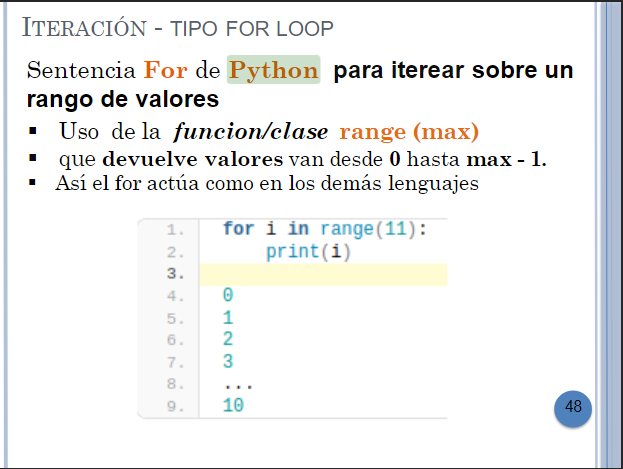 ITERACIÓN - TIPO FOR LOOP
Sentencia For de Python para iterear sobre un
rango de valores
▪ Uso de la funcion/clase range (max)
▪ que devuelve valores van desde 0 hasta max - 1.
▪ Así el for actúa como en los demás lenguajes
1. for i in range(11):
2. print(i)
3.
4. 0
5. 1
6. 2
7. 3
8. ...
9. 10
48